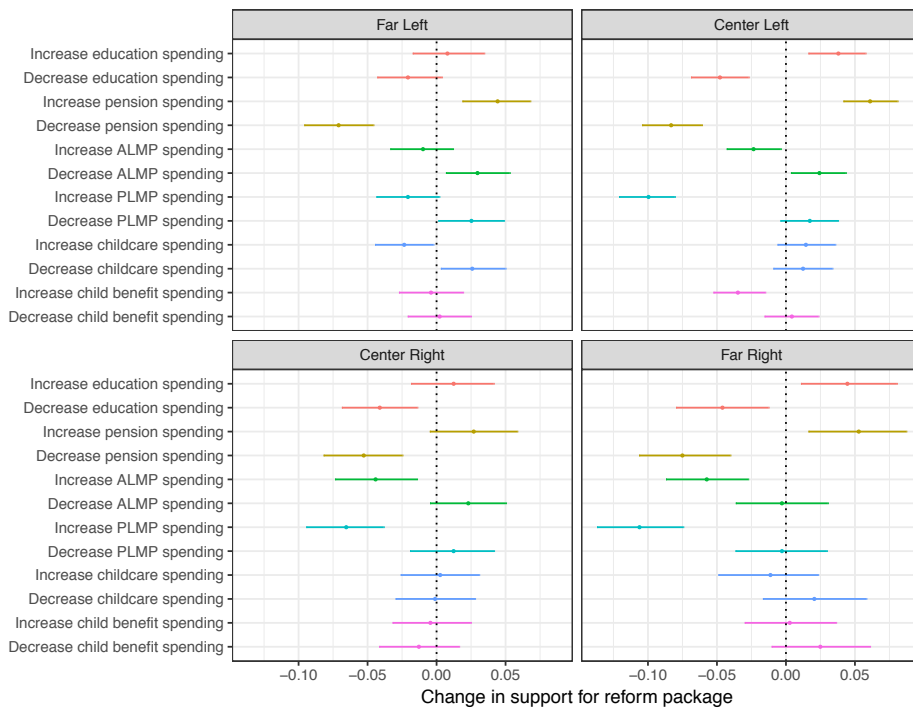 Far Left
Center Left
Increase education spending
Decrease education spending
Increase pension spending
Decrease pension spending
Increase ALMP spending
Decrease ALMP spending
Increase PLMP spending
Decrease PLMP spending
Increase childcare spending
Decrease childcare spending
Increase child benefit spending
Decrease child benefit spending
Center Right
Far Right
Increase education spending
Decrease education spending
Increase pension spending
Decrease pension spending
Increase ALMP spending
Decrease ALMP spending
Increase PLMP spending
Decrease PLMP spending
Increase childcare spending
Decrease childcare spending
Increase child benefit spending
Decrease child benefit spending
−0.10 −0.05 0.00 0.05 −0.10 −0.05 0.00 0.05
Change in support for reform package